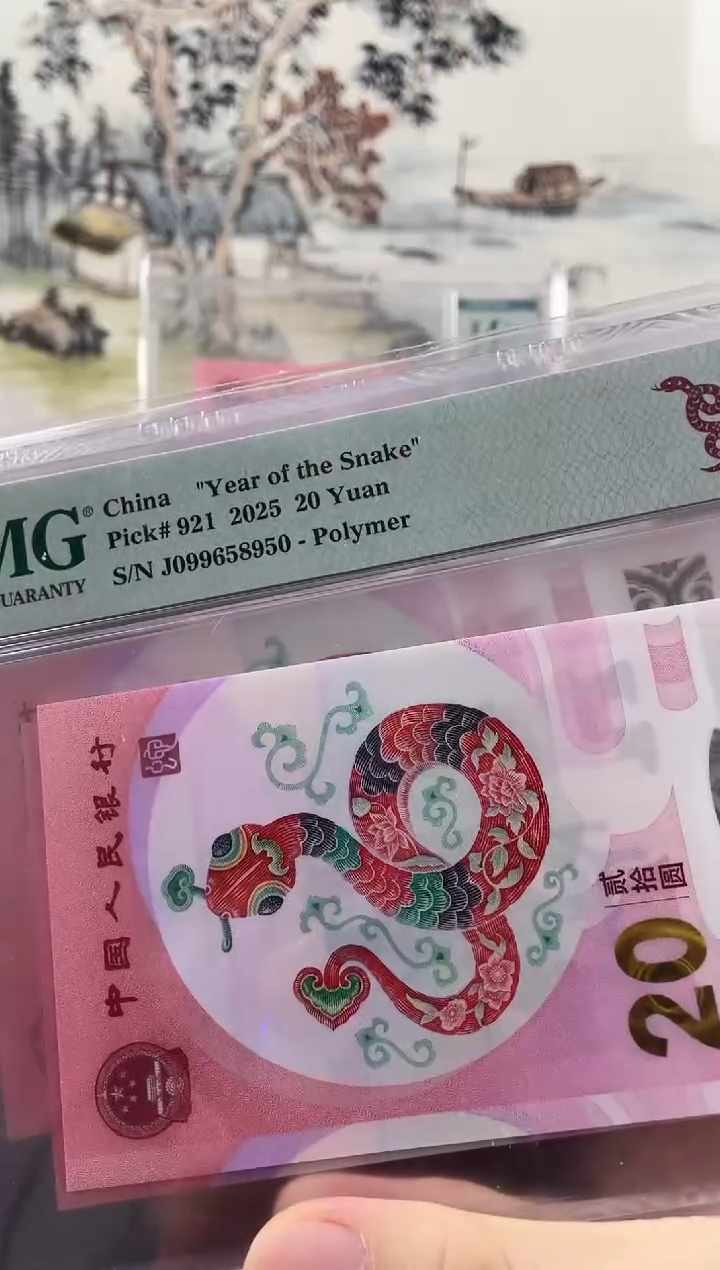 MG®
UARANTY
China "Year of the Snake"
Pick# 921 2025 20 Yuan
S/N J099658950 - Polymer
中国人民银行
贰拾圆
20